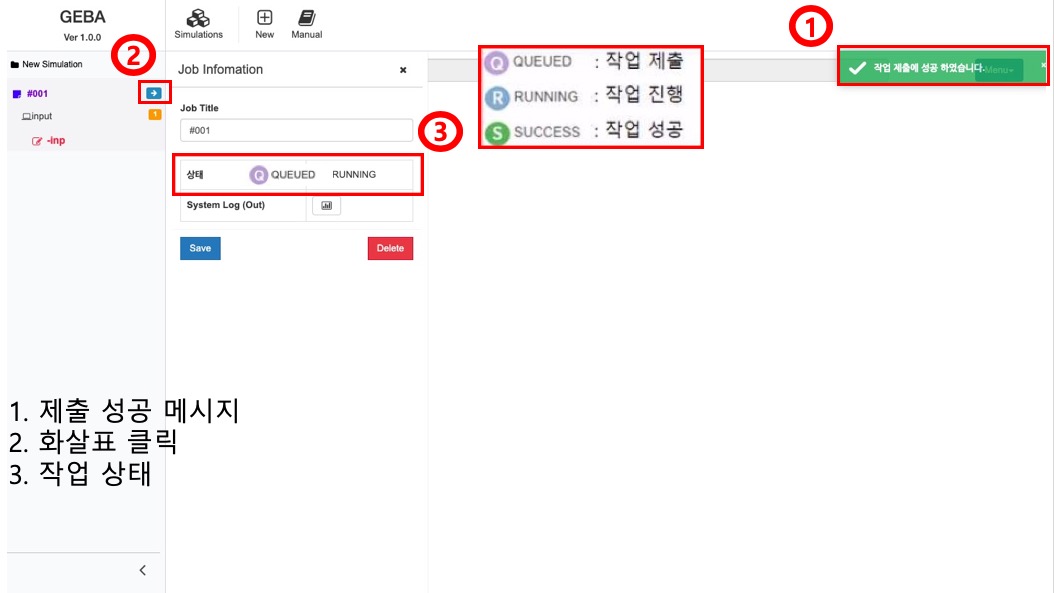 GEBA
Ver 1.0.0
Simulations
New
Manual
1
2
작업 제출에 성공 하였습니다.
Menu
New Simulation
#001
input
1
-inp
Job Infomation
Job Title
#001
3
상태
Q QUEUED
RUNNING
System Log (Out)
Save
Delete
Q QUEUED : 작업 제출
R RUNNING : 작업 진행
S SUCCESS : 작업 성공
1. 제출 성공 메시지
2. 화살표 클릭
3. 작업 상태